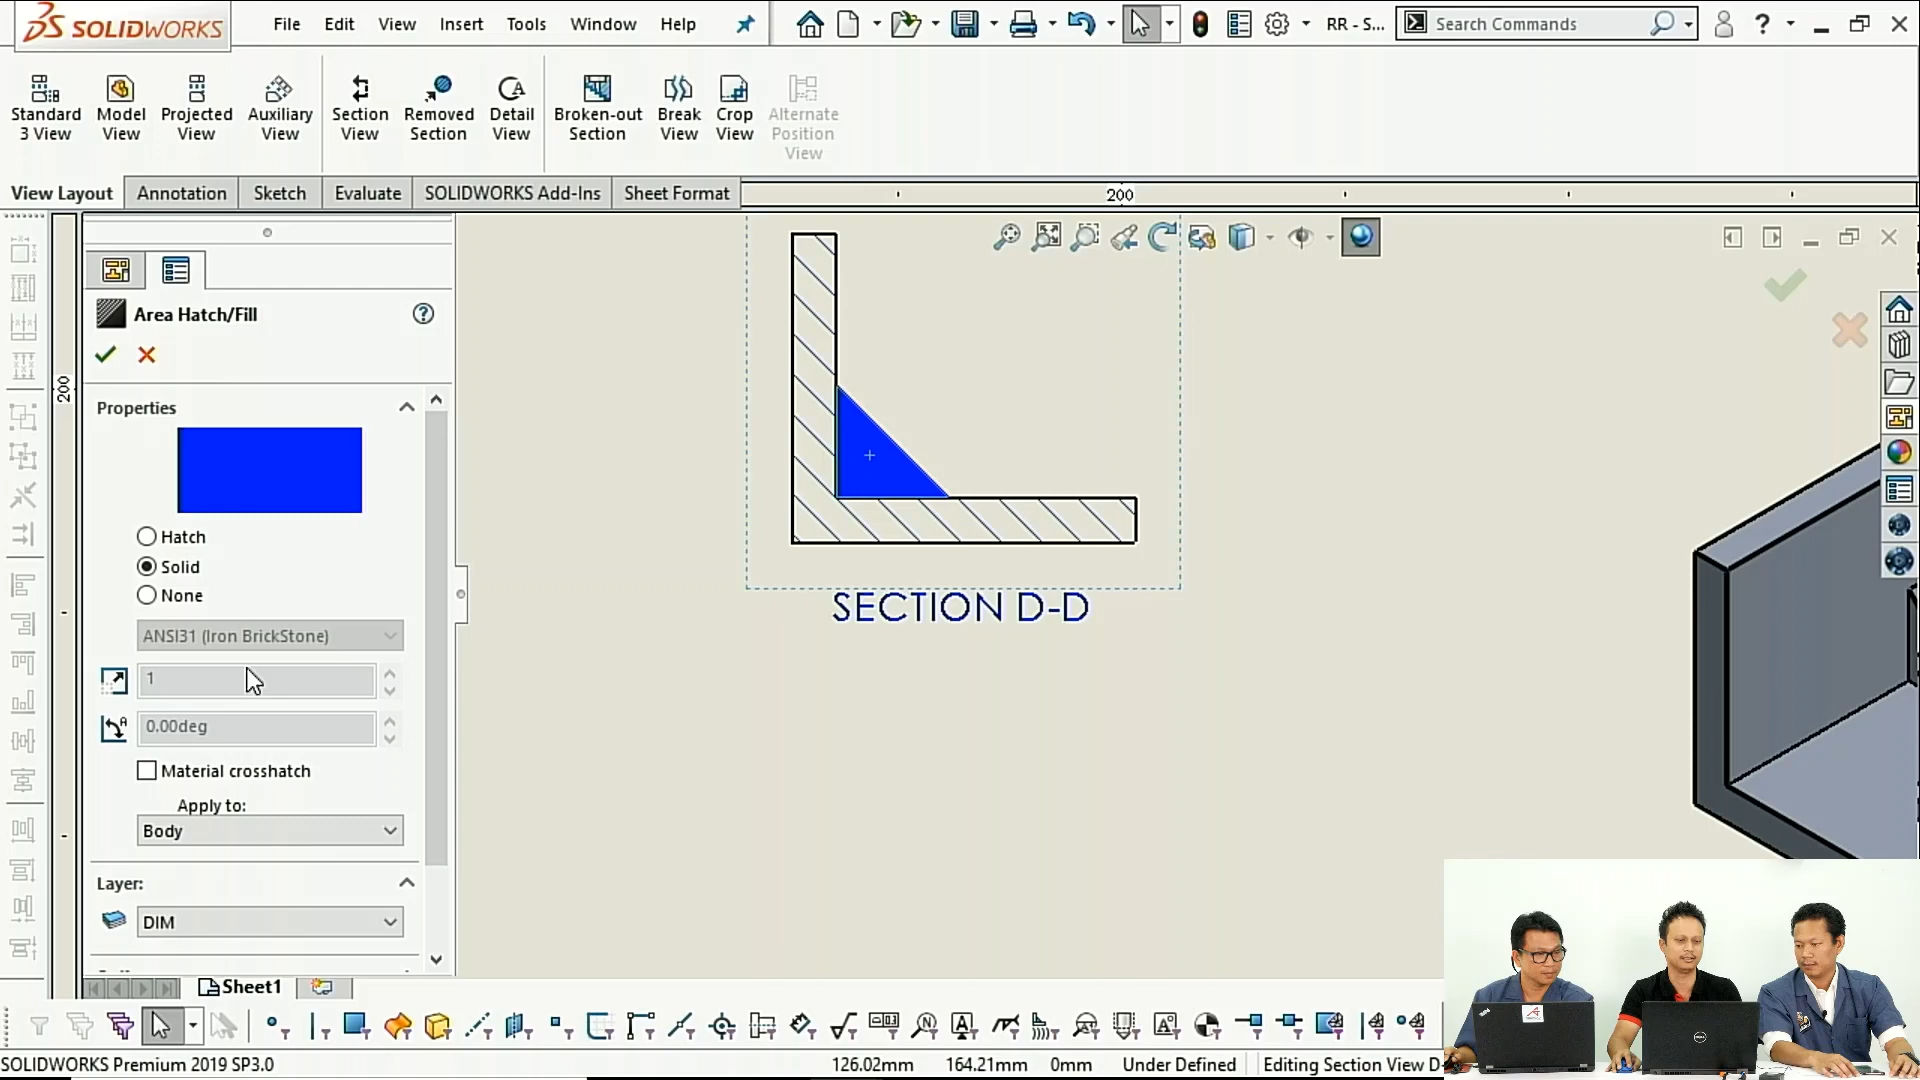 SOLIDWORKS
File Edit View Insert Tools Window Help
RR - S...
Search Commands
?
Standard
3 View
Model
View
Projected
View
Auxiliary
View
Section
View
Removed
Section
Detail
View
Broken-out
Section
Break
View
Crop
View
Alternate
Position
View
View Layout Annotation Sketch Evaluate SOLIDWORKS Add-Ins Sheet Format
200
200
Area Hatch/Fill
?
Properties
Hatch
Solid
None
ANSI31 (Iron BrickStone)
1
0.00deg
Material crosshatch
Apply to:
Body
Layer:
DIM
SECTION D-D
Sheet1
SOLIDWORKS Premium 2019 SP3.0
126.02mm 164.21mm 0mm Under Defined Editing Section View D-